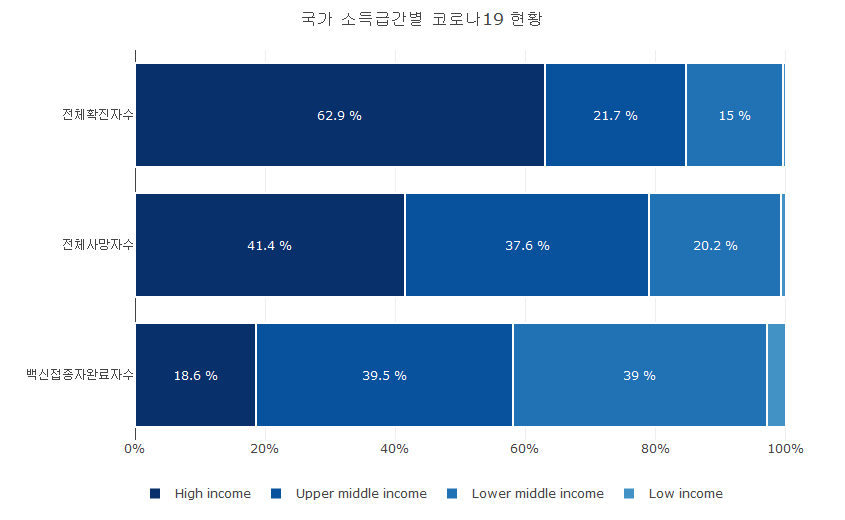 국가 소득급간별 코로나19 현황
전체확진자수
62.9 %
21.7 %
15 %
전체사망자수
41.4 %
37.6 %
20.2 %
백신접종자완료자수
18.6 %
39.5 %
39 %
0%
20%
40%
60%
80%
100%
High income
Upper middle income
Lower middle income
Low income